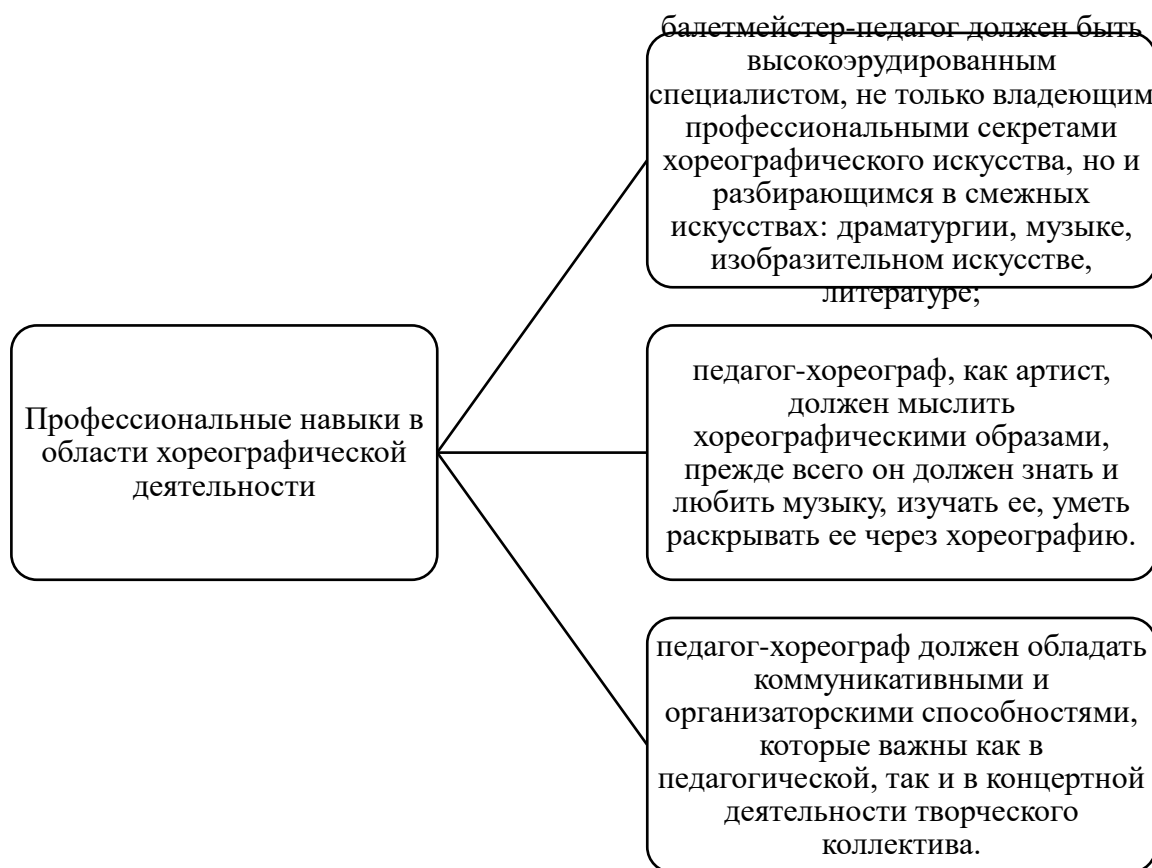 Профессиональные навыки в
области хореографической
деятельности
балетмейстер-педагог должен быть
высокоэрудированным
специалистом, не только владеющим
профессиональными секретами
хореографического искусства, но и
разбирающимся в смежных
искусствах: драматургии, музыке,
изобразительном искусстве,
литературе;
педагог-хореограф, как артист,
должен мыслить
хореографическими образами,
прежде всего он должен знать и
любить музыку, изучать ее, уметь
раскрывать ее через хореографию.
педагог-хореограф должен обладать
коммуникативными и
организаторскими способностями,
которые важны как в
педагогической, так и в концертной
деятельности творческого
коллектива.